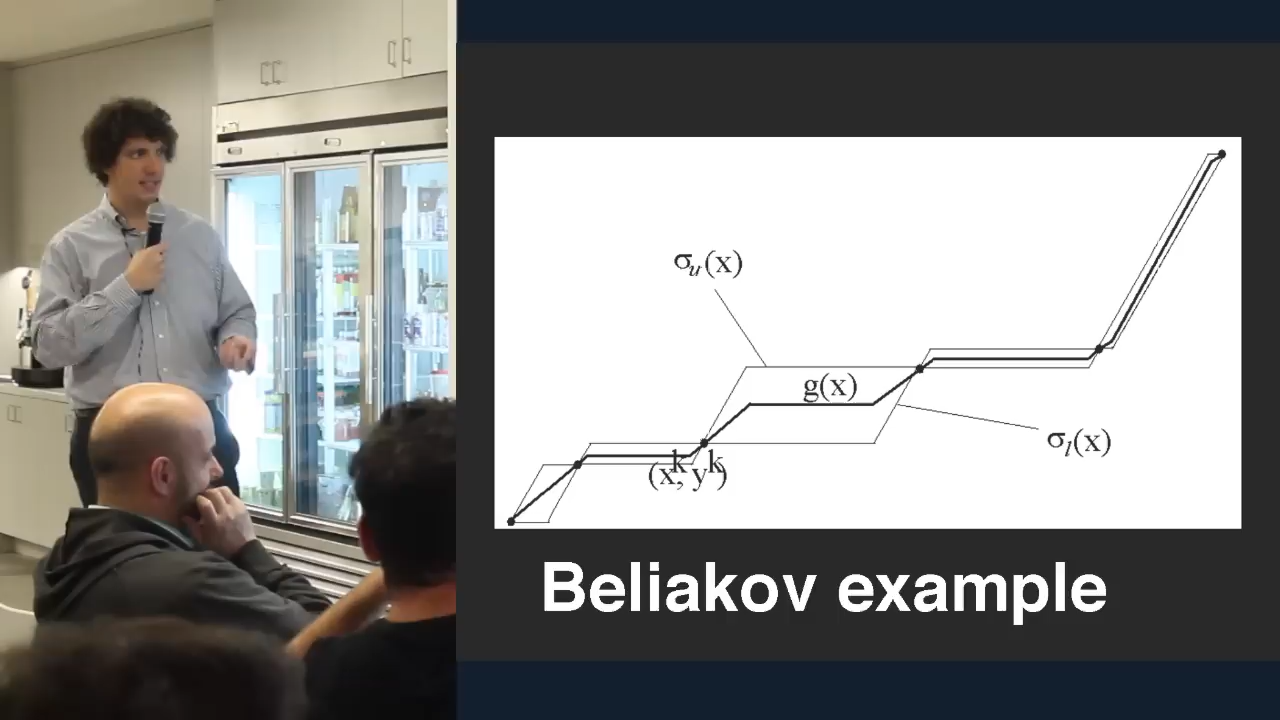 σu(x)
g(x)
σl(x)
(xk, yk)
Beliakov example